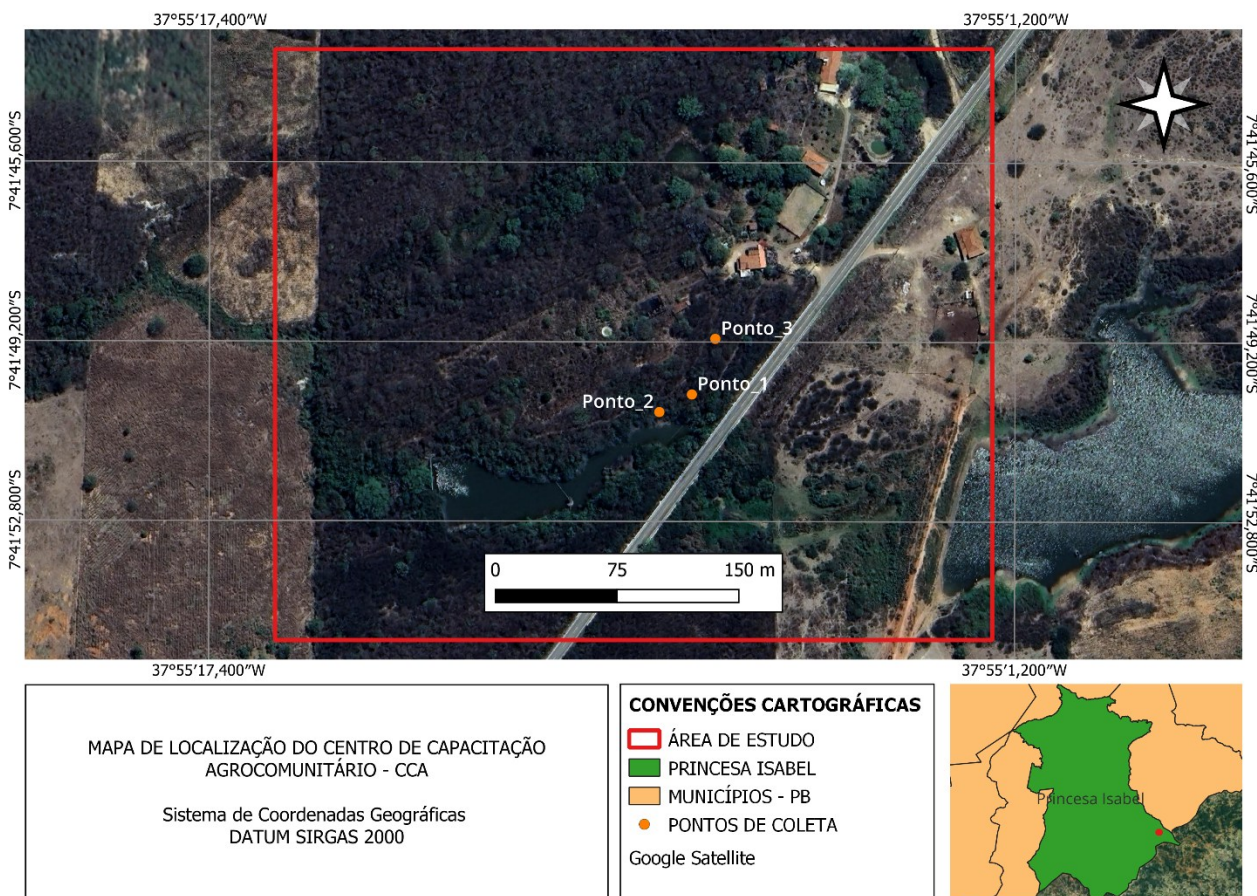 37°55’17,400”W
37°55’1,200”W
7°41’45,600”S
7°41’45,600”S
7°41’49,200”S
7°41’49,200”S
7°41’52,800”S
7°41’52,800”S
Ponto_3
Ponto_1
Ponto_2
0 75 150 m
37°55’17,400”W
37°55’1,200”W
MAPA DE LOCALIZAÇÃO DO CENTRO DE CAPACITAÇÃO
AGROCOMUNITÁRIO - CCA
Sistema de Coordenadas Geográficas
DATUM SIRGAS 2000
CONVENÇÕES CARTOGRÁFICAS
ÁREA DE ESTUDO
PRINCESA ISABEL
MUNICÍPIOS - PB
PONTOS DE COLETA
Google Satellite
Princesa Isabel